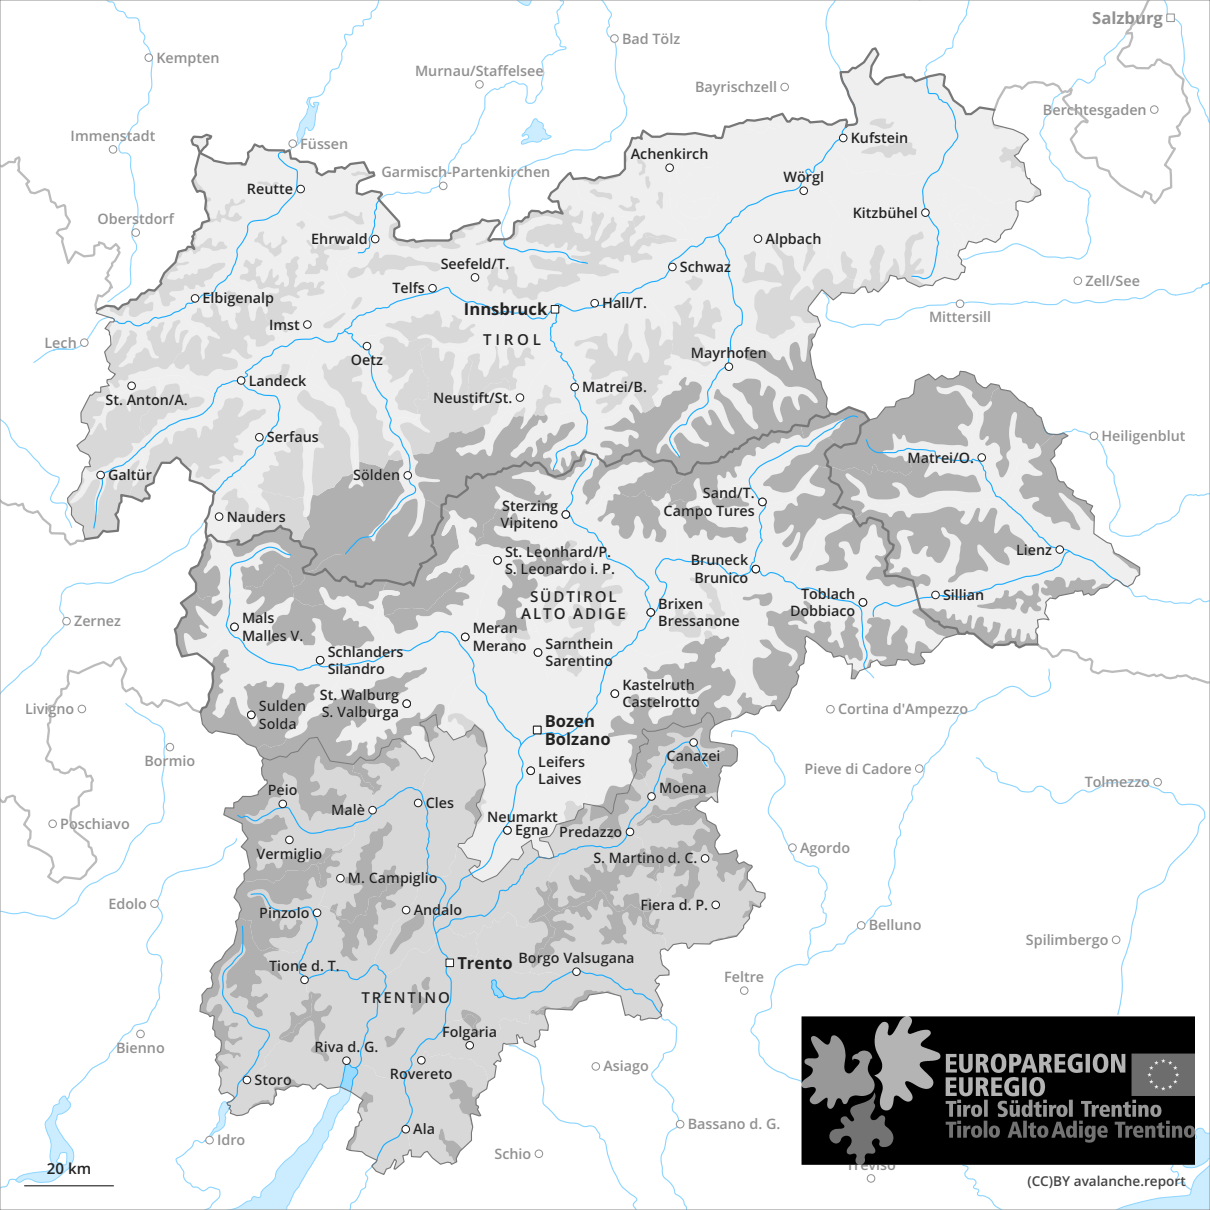 Salzburg
Bad Tölz
Kempten
Murnau/Staffelsee
Bayrischzell
Berchtesgaden
Immenstadt
Füssen
Kufstein
Achenkirch
Garmisch-Partenkirchen
Wörgl
Reutte
Oberstdorf
Kitzbühel
Ehrwald
Alpbach
Seefeld/T.
Schwaz
Zell/See
Telfs
Elbigenalp
Hall/T.
Innsbruck
Mittersill
Imst
TIROL
Lech
Oetz
Mayrhofen
Landeck
Matrei/B.
St. Anton/A.
Neustift/St.
Serfaus
Heiligenblut
Matrei/O.
Galtür
Sölden
Sand/T.
Campo Tures
Sterzing
Vipiteno
Nauders
St. Leonhard/P.
S. Leonardo i. P.
Lienz
Bruneck
Brunico
SÜDTIROL
ALTO ADIGE
Toblach
Dobbiaco
Sillian
Brixen
Bressanone
Mals
Malles V.
Zernez
Meran
Merano
Sarnthein
Sarentino
Schlanders
Silandro
Kastelruth
Castelrotto
St. Walburg
S. Valburga
Sulden
Solda
Livigno
Cortina d'Ampezzo
Bozen
Bolzano
Bormio
Canazei
Leifers
Laives
Pieve di Cadore
Tolmezzo
Peio
Moena
Malè
Cles
Neumarkt
Egna
Predazzo
Poschiavo
Vermiglio
Agordo
S. Martino d. C.
M. Campiglio
Edolo
Pinzolo
Andalo
Fiera d. P.
Belluno
Spilimbergo
Tione d. T.
Trento
Borgo Valsugana
Feltre
TRENTINO
Bienno
Folgaria
Riva d. G.
Rovereto
Asiago
Storo
EUROPAREGION
EUREGIO
Tirol Südtirol Trentino
Tirolo Alto Adige Trentino
Idro
Ala
Bassano d. G.
Schio
Treviso
20 km
(CC)BY avalanche.report